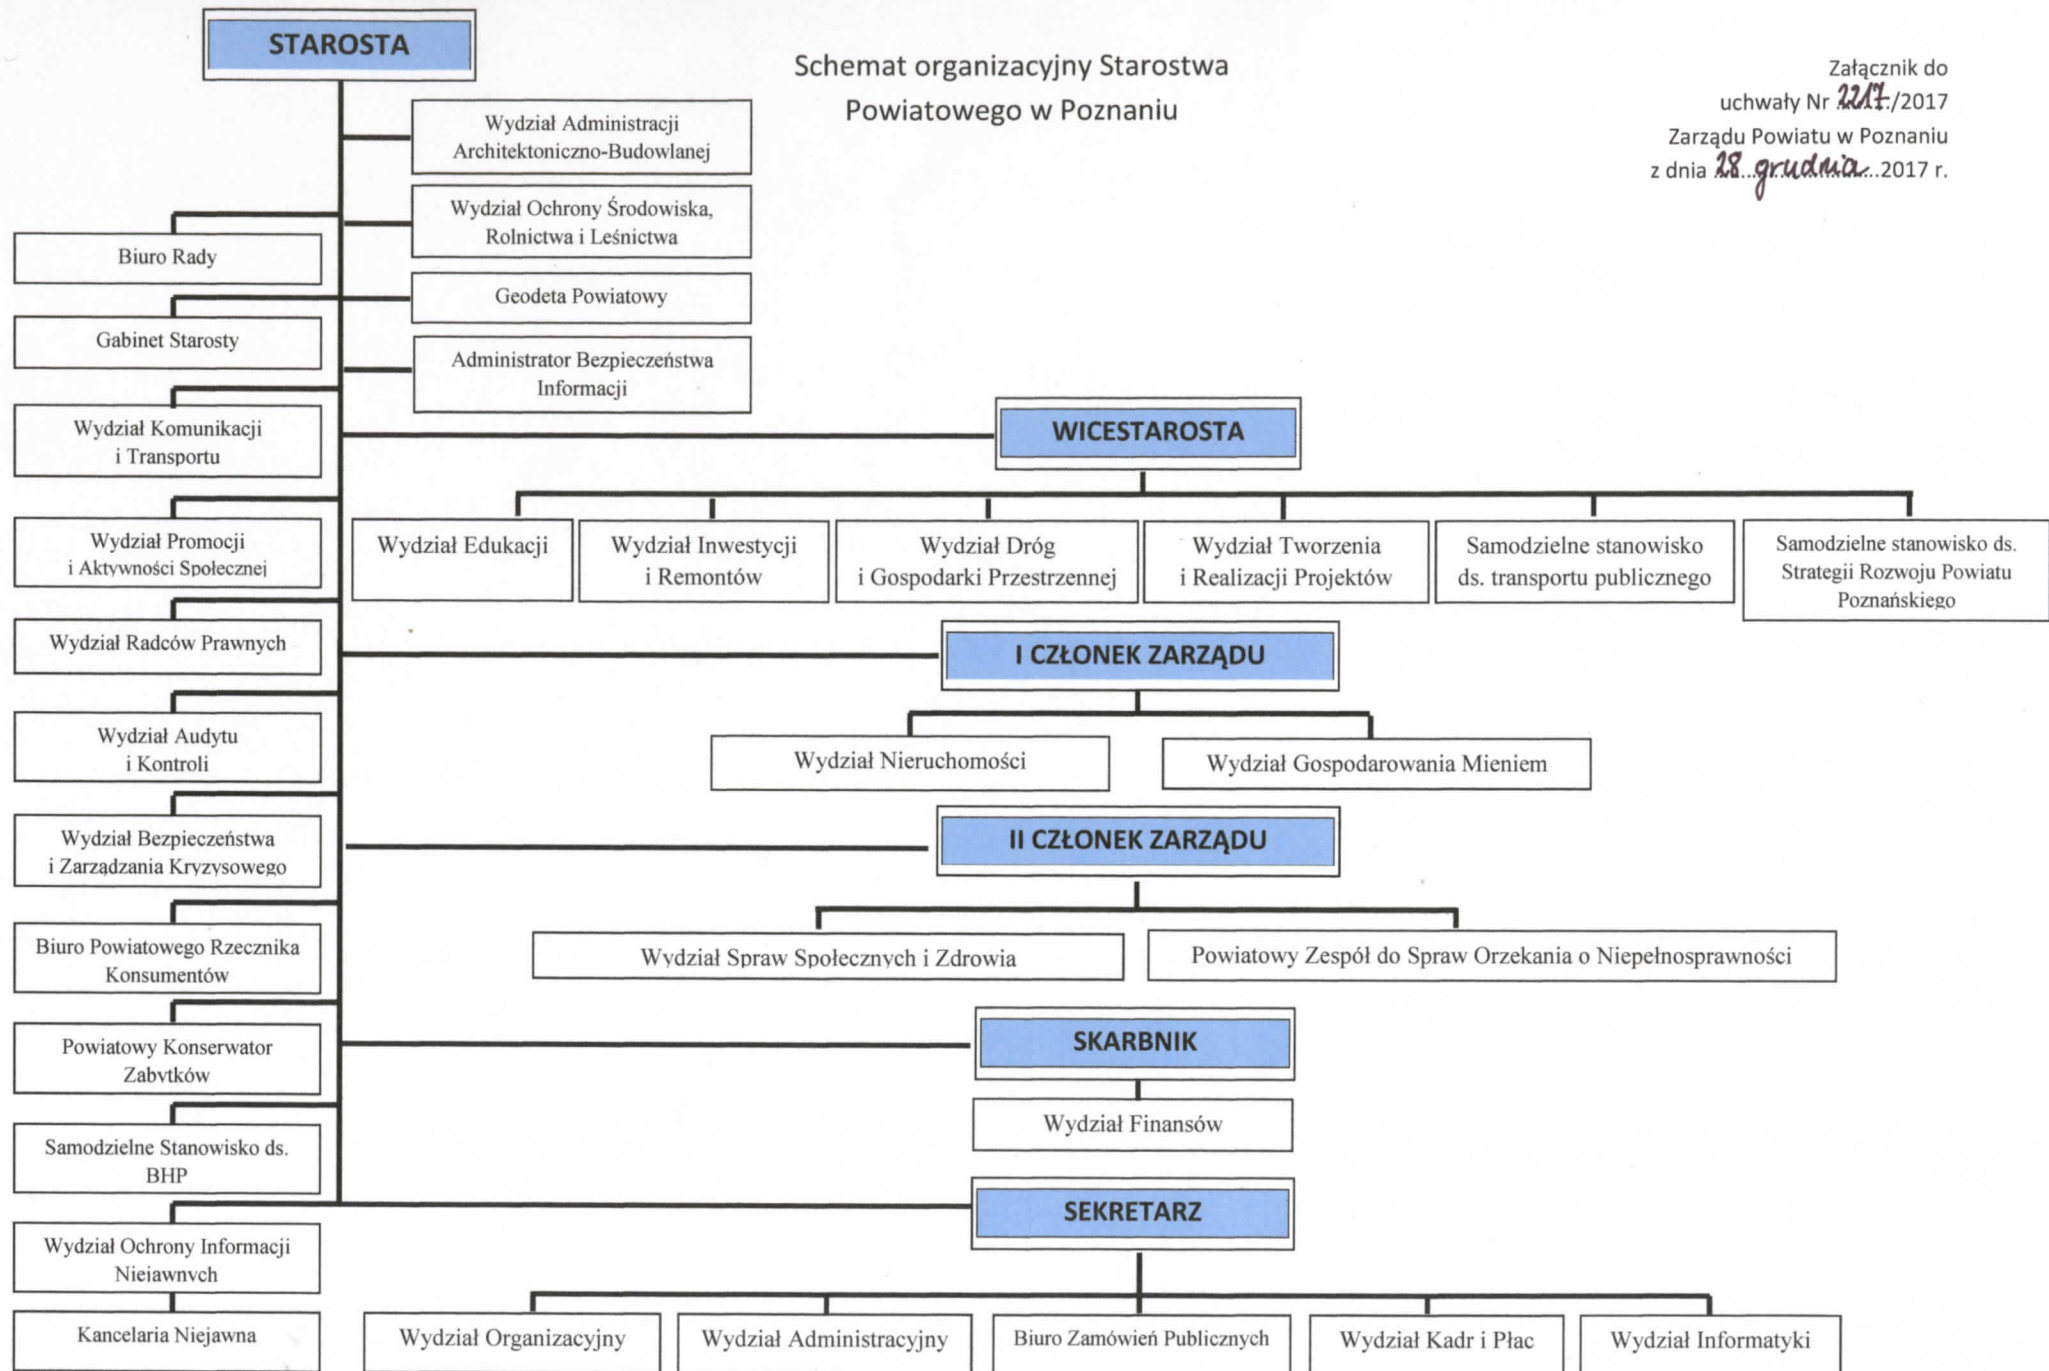 STAROSTA
Schemat organizacyjny Starostwa
Powiatowego w Poznaniu
Załącznik do
uchwały Nr 2217/2017
Zarządu Powiatu w Poznaniu
z dnia 28 grudnia 2017 r.
Wydział Administracji
Architektoniczno-Budowlanej
Wydział Ochrony Środowiska,
Rolnictwa i Leśnictwa
Geodeta Powiatowy
Administrator Bezpieczeństwa
Informacji
Biuro Rady
Gabinet Starosty
Wydział Komunikacji
i Transportu
Wydział Promocji
i Aktywności Społecznej
Wydział Radców Prawnych
Wydział Audytu
i Kontroli
Wydział Bezpieczeństwa
i Zarządzania Kryzysowego
Biuro Powiatowego Rzecznika
Konsumentów
Powiatowy Konserwator
Zabytków
Samodzielne Stanowisko ds.
BHP
Wydział Ochrony Informacji
Niejawnych
Kancelaria Niejawna
WICESTAROSTA
Wydział Edukacji
Wydział Inwestycji
i Remontów
Wydział Dróg
i Gospodarki Przestrzennej
Wydział Tworzenia
i Realizacji Projektów
Samodzielne stanowisko
ds. transportu publicznego
Samodzielne stanowisko ds.
Strategii Rozwoju Powiatu
Poznańskiego
I CZŁONEK ZARZĄDU
Wydział Nieruchomości
Wydział Gospodarowania Mieniem
II CZŁONEK ZARZĄDU
Wydział Spraw Społecznych i Zdrowia
Powiatowy Zespół do Spraw Orzekania o Niepełnosprawności
SKARBNIK
Wydział Finansów
SEKRETARZ
Wydział Organizacyjny
Wydział Administracyjny
Biuro Zamówień Publicznych
Wydział Kadr i Płac
Wydział Informatyki